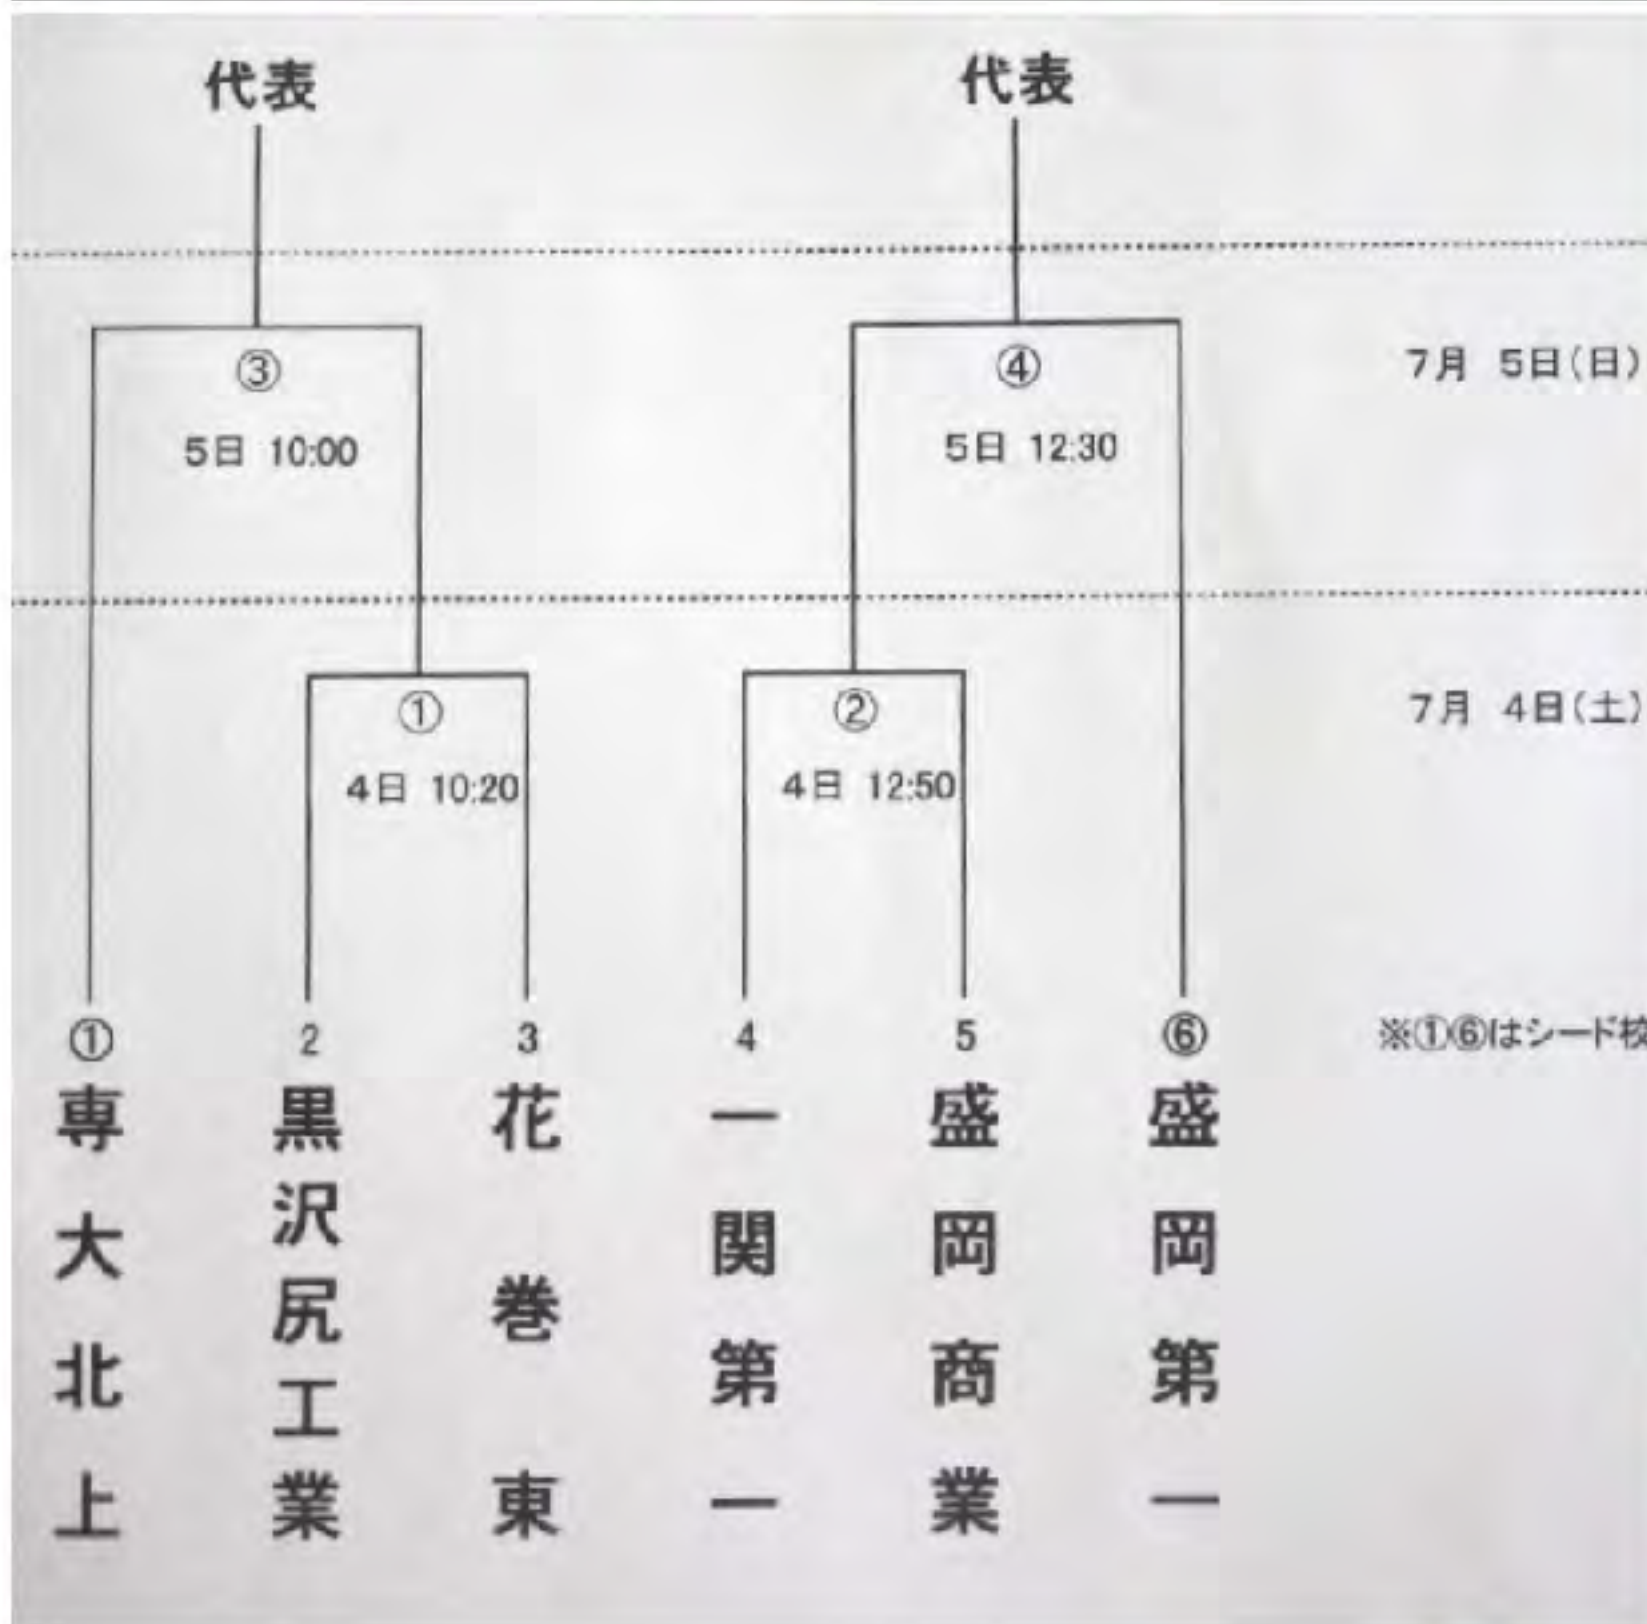 代表
代表
③
5日 10:00
④
5日 12:30
7月 5日(日)
①
4日 10:20
②
4日 12:50
7月 4日(土)
① 2 3 4 5 ⑥
※①⑥はシード校
専大北上
黒沢尻工業
花巻東
一関第一
盛岡商業
盛岡第一